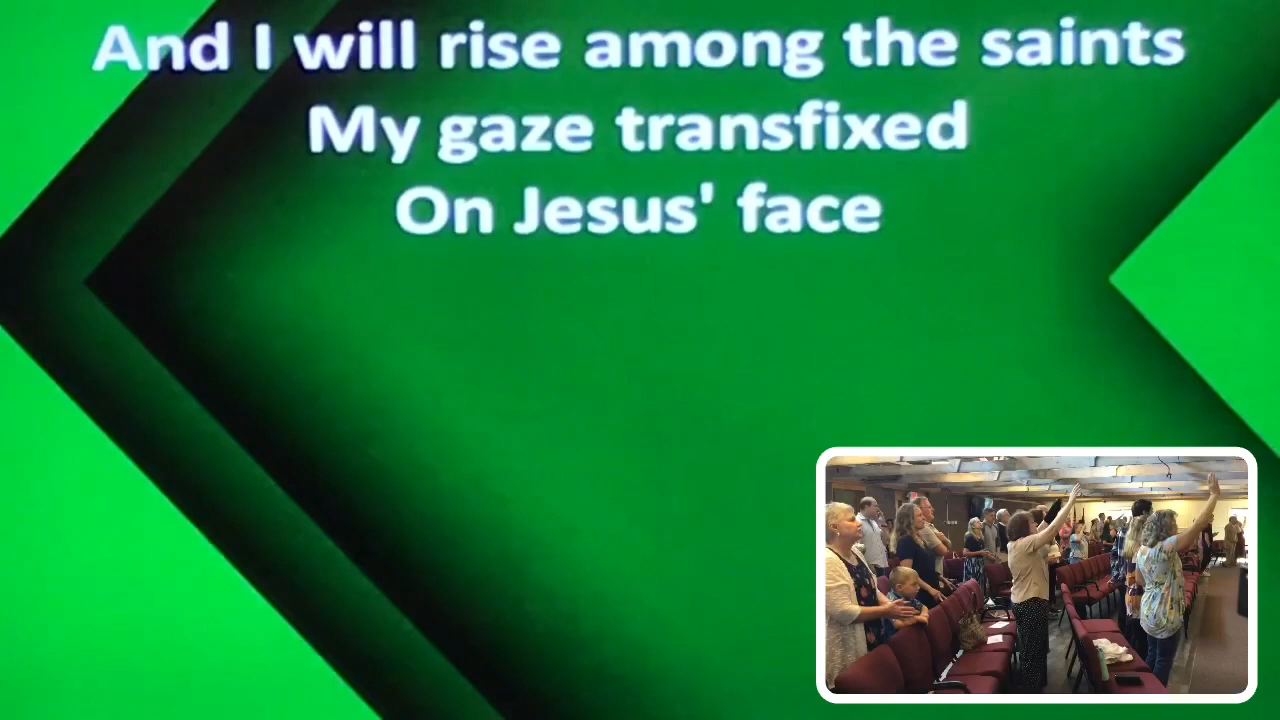 And I will rise among the saints
My gaze transfixed
On Jesus' face